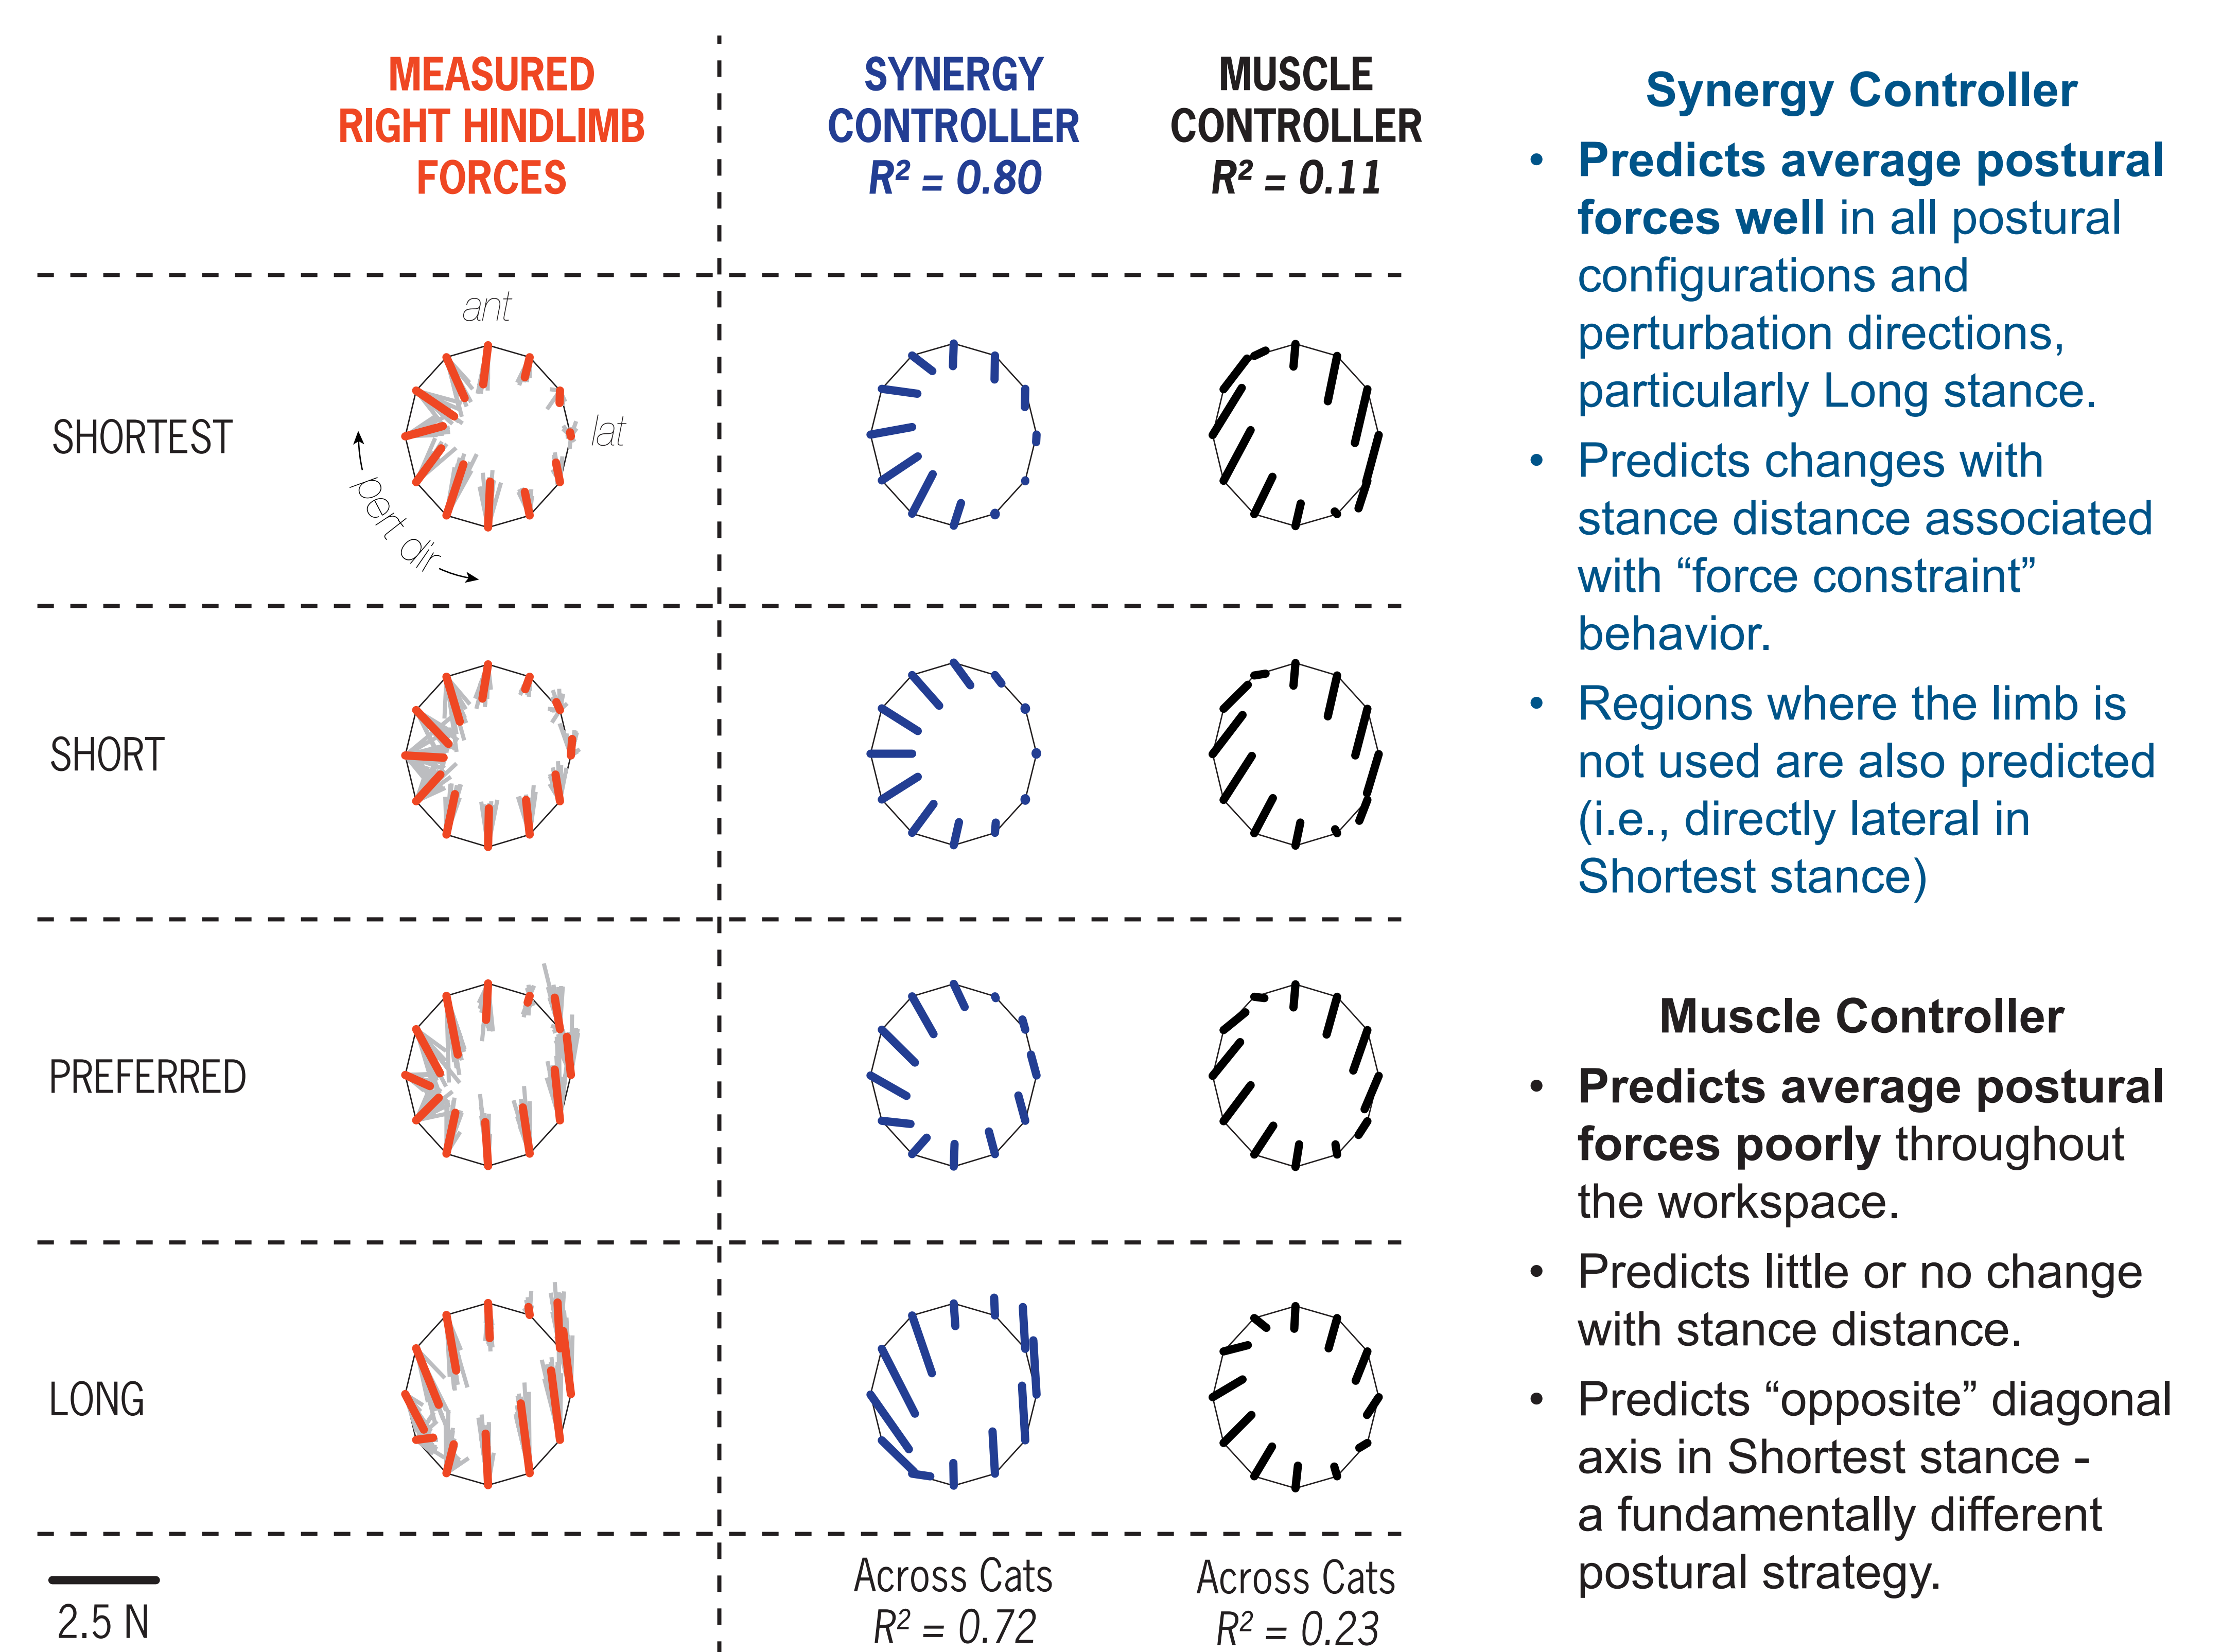 MEASURED
RIGHT HINDLIMB
FORCES
SYNERGY
CONTROLLER
R² = 0.80
MUSCLE
CONTROLLER
R² = 0.11
SHORTEST
ant
lat
pert dir
SHORT
PREFERRED
LONG
2.5 N
Across Cats
R² = 0.72
Across Cats
R² = 0.23
Synergy Controller
• Predicts average postural
forces well in all postural
configurations and
perturbation directions,
particularly Long stance.
• Predicts changes with
stance distance associated
with “force constraint”
behavior.
• Regions where the limb is
not used are also predicted
(i.e., directly lateral in
Shortest stance)
Muscle Controller
• Predicts average postural
forces poorly throughout
the workspace.
• Predicts little or no change
with stance distance.
• Predicts “opposite” diagonal
axis in Shortest stance -
a fundamentally different
postural strategy.